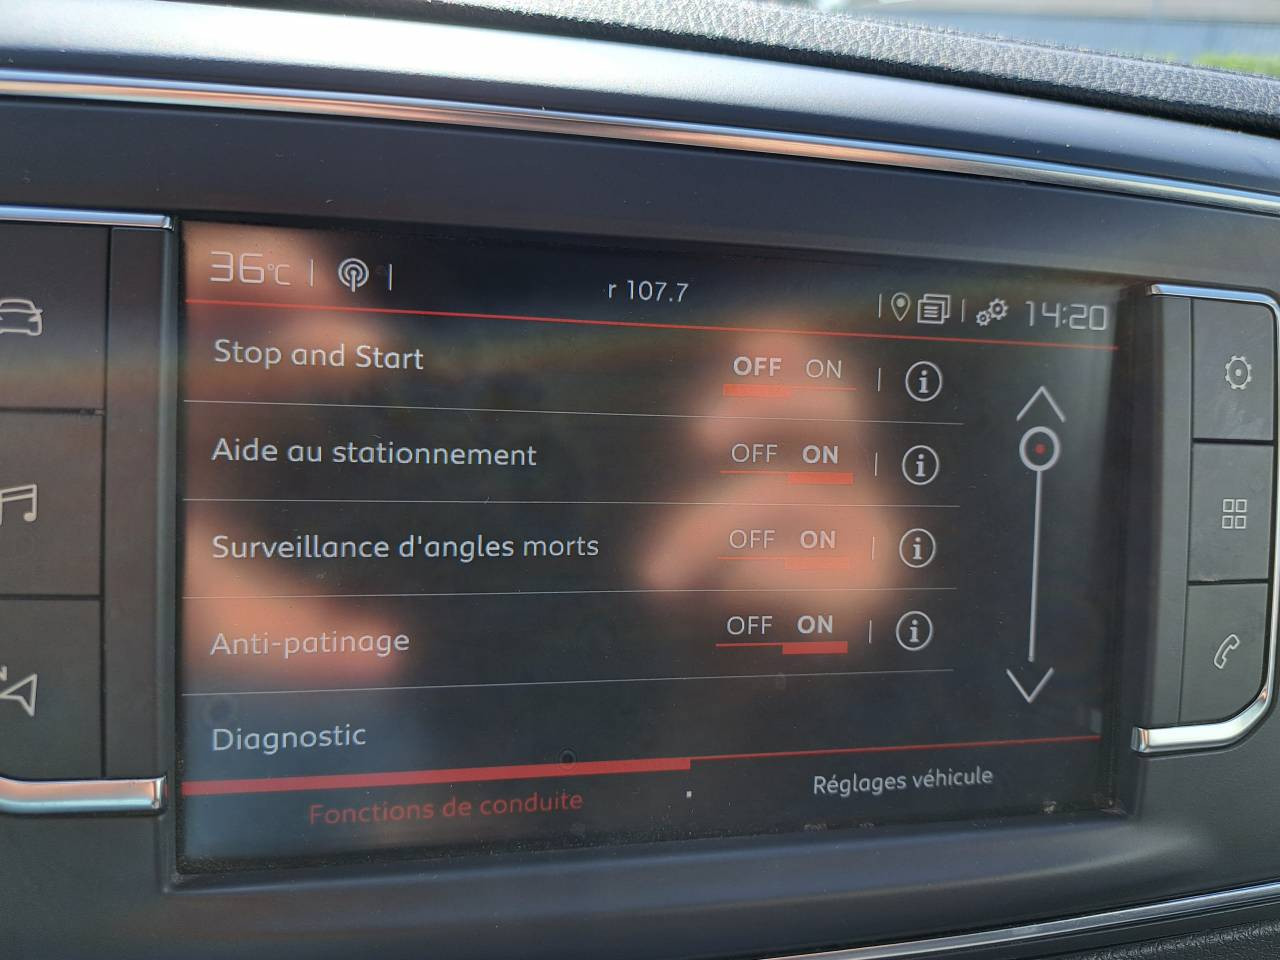 36°C
r 107.7
14:20
Stop and Start OFF ON
Aide au stationnement OFF ON
Surveillance d'angles morts OFF ON
Anti-patinage OFF ON
Diagnostic
Fonctions de conduite
Réglages véhicule
N